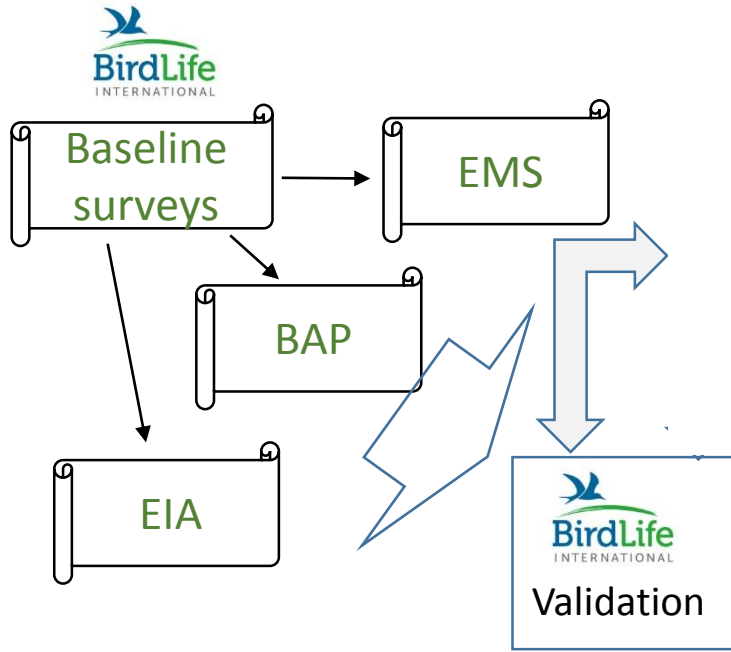 BirdLife
INTERNATIONAL
Baseline
surveys
EMS
BAP
EIA
BirdLife
INTERNATIONAL
Validation